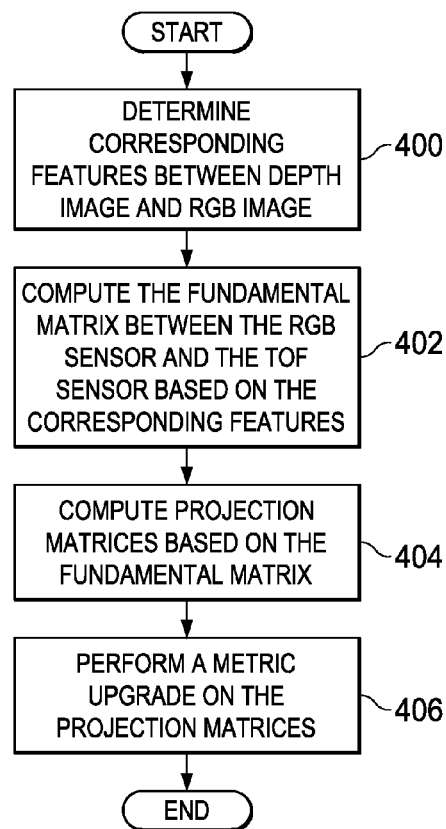 START
DETERMINE
CORRESPONDING
FEATURES BETWEEN DEPTH
IMAGE AND RGB IMAGE
400
COMPUTE THE FUNDAMENTAL
MATRIX BETWEEN THE RGB
SENSOR AND THE TOF
SENSOR BASED ON THE
CORRESPONDING FEATURES
402
COMPUTE PROJECTION
MATRICES BASED ON THE
FUNDAMENTAL MATRIX
404
PERFORM A METRIC
UPGRADE ON THE
PROJECTION MATRICES
406
END